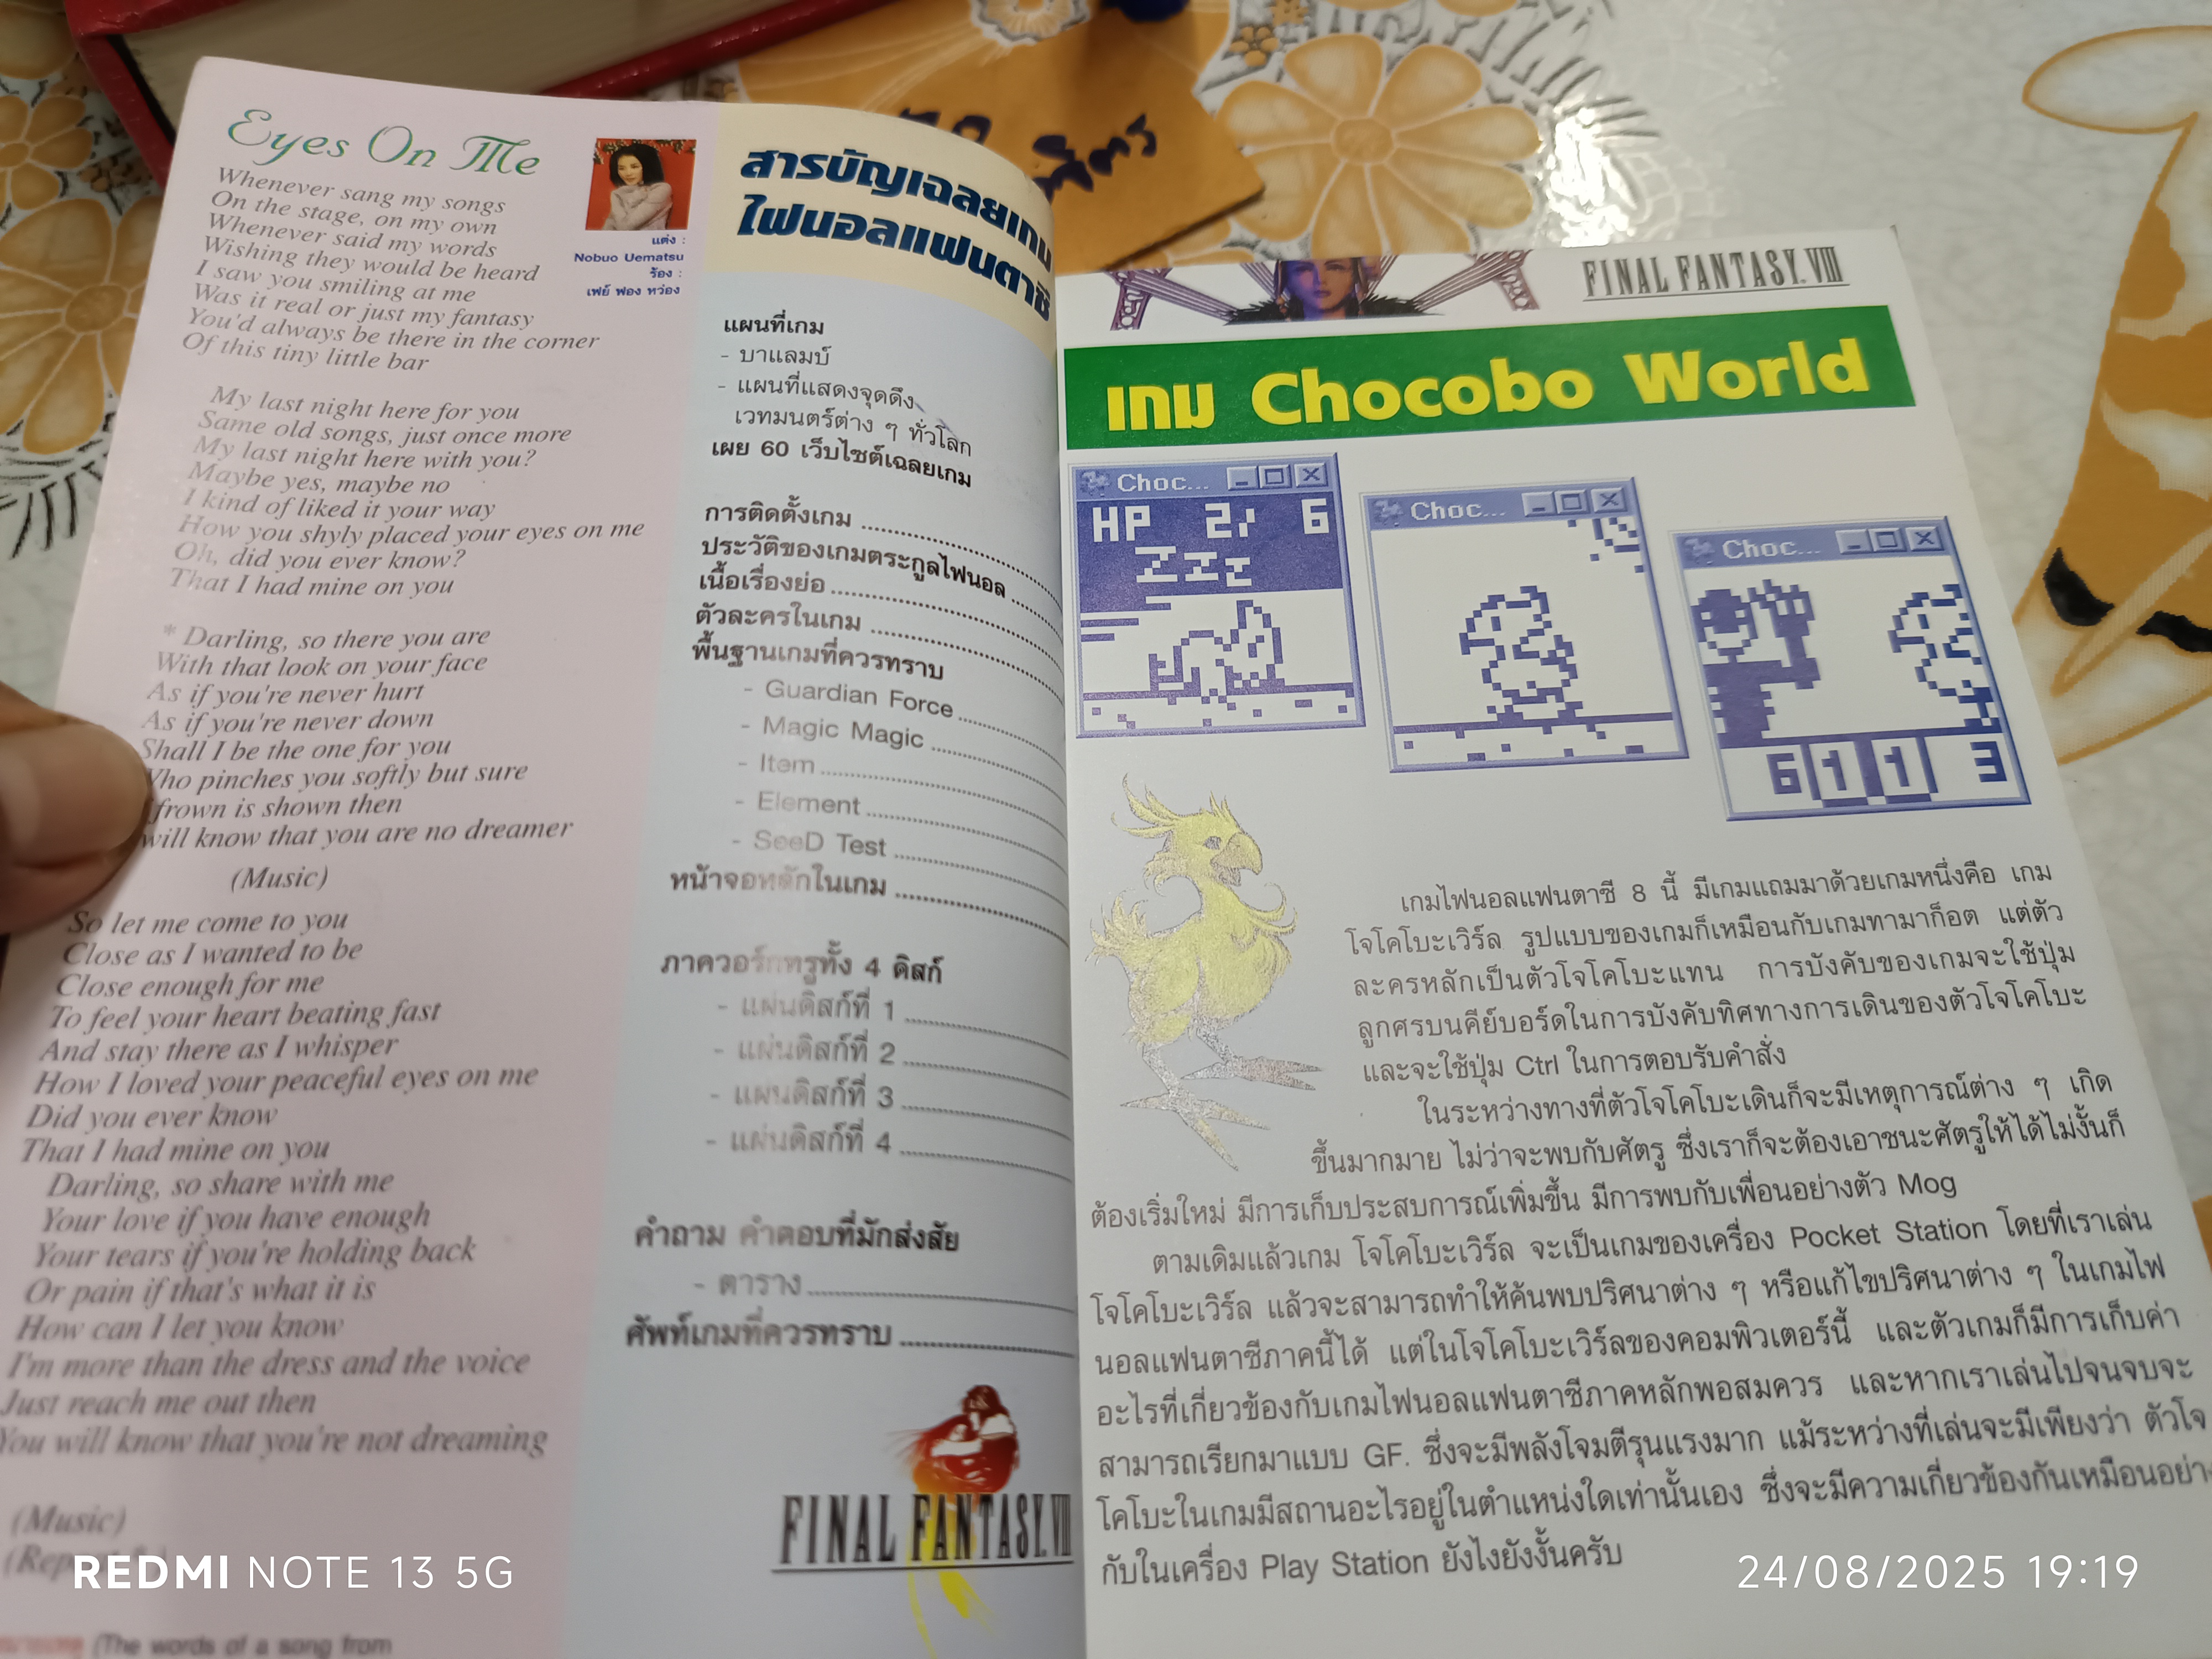 Eyes On Me
Whenever sang my songs
On the stage, on my own
Whenever said my words
Wishing they would be heard
I saw you smiling at me
Was it real or just my fantasy
You'd always be there in the corner
Of this tiny little bar
แต่ง :
Nobuo Uematsu
ร้อง :
เฟย์ ฟอง หว่อง
My last night here for you
Same old songs, just once more
My last night here with you?
Maybe yes, maybe no
I kind of liked it your way
How you shyly placed your eyes on me
Oh, did you ever know?
That I had mine on you
* Darling, so there you are
With that look on your face
As if you're never hurt
As if you're never down
Shall I be the one for you
Who pinches you softly but sure
frown is shown then
will know that you are no dreamer
(Music)
So let me come to you
Close as I wanted to be
Close enough for me
To feel your heart beating fast
And stay there as I whisper
How I loved your peaceful eyes on me
Did you ever know
That I had mine on you
Darling, so share with me
Your love if you have enough
Your tears if you're holding back
Or pain if that's what it is
How can I let you know
I'm more than the dress and the voice
Just reach me out then
You will know that you're not dreaming
(Music)
(The words of a song from
สารบัญเฉลยเกม
ไฟนอลแฟนตาซี
แผนที่เกม
- บาแลมบ์
- แผนที่แสดงจุดดึง
เวทมนตร์ต่าง ๆ ทั่วโลก
เผย 60 เว็บไซต์เฉลยเกม
การติดตั้งเกม
ประวัติของเกมตระกูลไฟนอล
เนื้อเรื่องย่อ
ตัวละครในเกม
พื้นฐานเกมที่ควรทราบ
- Guardian Force
- Magic Magic
- Item
- Element
- SeeD Test
หน้าจอหลักในเกม
ภาควอร์กทรูทั้ง 4 ดิสก์
- แผ่นดิสก์ที่ 1
- แผ่นดิสก์ที่ 2
- แผนดิสก์ที่ 3
- แผ่นดิสก์ที่ 4
คำถาม คำตอบที่มักส่งสัย
- ตาราง
ศัพท์เกมที่ควรทราบ
FINAL FANTASY VIII
FINAL FANTASY VIII
เกม Chocobo World
Choc...
HP 2/ 6
ZZZ
Choc...
Choc...
6 1 1 3
เกมไฟนอลแฟนตาซี 8 นี้ มีเกมแถมมาด้วยเกมหนึ่งคือ เกม
โจโคโบะเวิร์ล รูปแบบของเกมก็เหมือนกับเกมทามาก็อต แต่ตัว
ละครหลักเป็นตัวโจโคโบะแทน การบังคับของเกมจะใช้ปุ่ม
ลูกศรบนคีย์บอร์ดในการบังคับทิศทางการเดินของตัวโจโคโบะ
และจะใช้ปุ่ม Ctrl ในการตอบรับคำสั่ง
ในระหว่างทางที่ตัวโจโคโบะเดินก็จะมีเหตุการณ์ต่าง ๆ เกิด
ขึ้นมากมาย ไม่ว่าจะพบกับศัตรู ซึ่งเราก็จะต้องเอาชนะศัตรูให้ได้ไม่งั้นก็
ต้องเริ่มใหม่ มีการเก็บประสบการณ์เพิ่มขึ้น มีการพบกับเพื่อนอย่างตัว Mog
ตามเดิมแล้วเกม โจโคโบะเวิร์ล จะเป็นเกมของเครื่อง Pocket Station โดยที่เราเล่น
โจโคโบะเวิร์ล แล้วจะสามารถทำให้ค้นพบปริศนาต่าง ๆ หรือแก้ไขปริศนาต่าง ๆ ในเกมไฟ
นอลแฟนตาซีภาคนี้ได้ แต่ในโจโคโบะเวิร์ลของคอมพิวเตอร์นี้ และตัวเกมก็มีการเก็บค่า
อะไรที่เกี่ยวข้องกับเกมไฟนอลแฟนตาซีภาคหลักพอสมควร และหากเราเล่นไปจนจบจะ
สามารถเรียกมาแบบ GF. ซึ่งจะมีพลังโจมตีรุนแรงมาก แม้ระหว่างที่เล่นจะมีเพียงว่า ตัวโจ
โคโบะในเกมมีสถานอะไรอยู่ในตำแหน่งใดเท่านั้นเอง ซึ่งจะมีความเกี่ยวข้องกันเหมือนอย่าง
กับในเครื่อง Play Station ยังไงยังงั้นครับ
REDMI NOTE 13 5G
24/08/2025 19:19